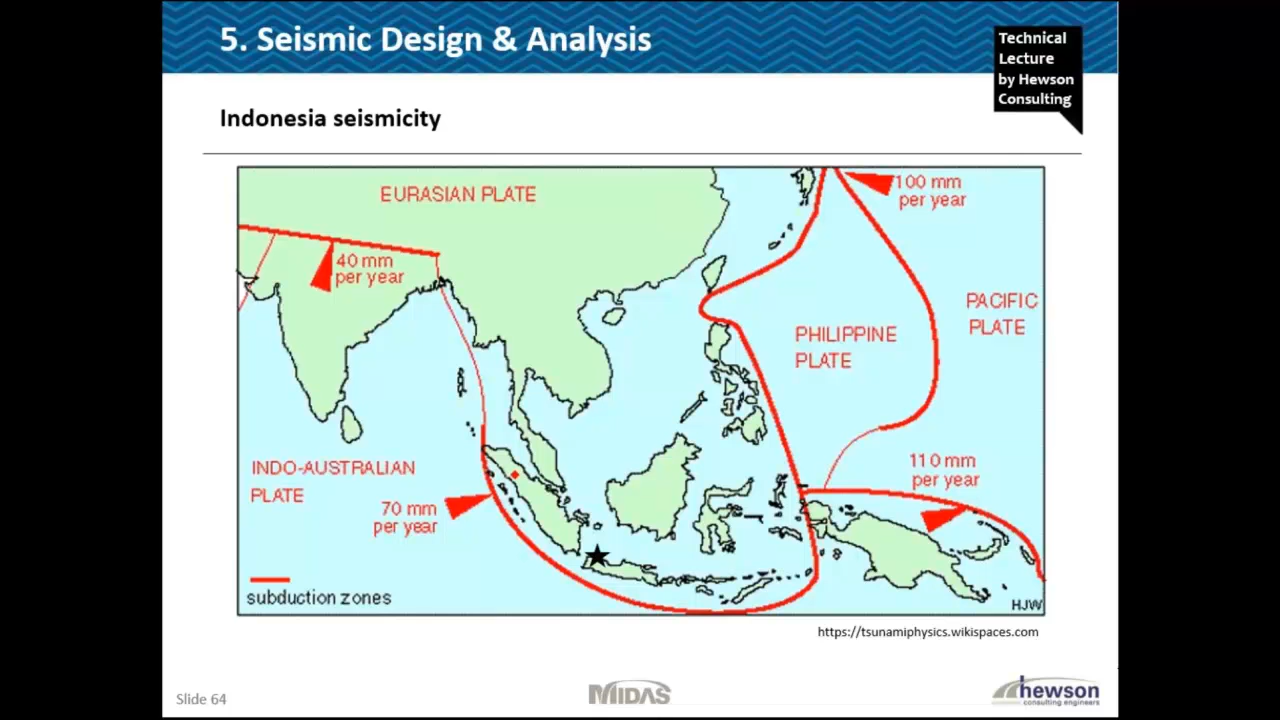 5. Seismic Design & Analysis
Technical
Lecture
by Hewson
Consulting
Indonesia seismicity
EURASIAN PLATE
100 mm
per year
40 mm
per year
PACIFIC
PLATE
PHILIPPINE
PLATE
INDO-AUSTRALIAN
PLATE
110 mm
per year
70 mm
per year
subduction zones
HJW
https://tsunamiphysics.wikispaces.com
Slide 64
MIDAS
hewson
consulting engineers